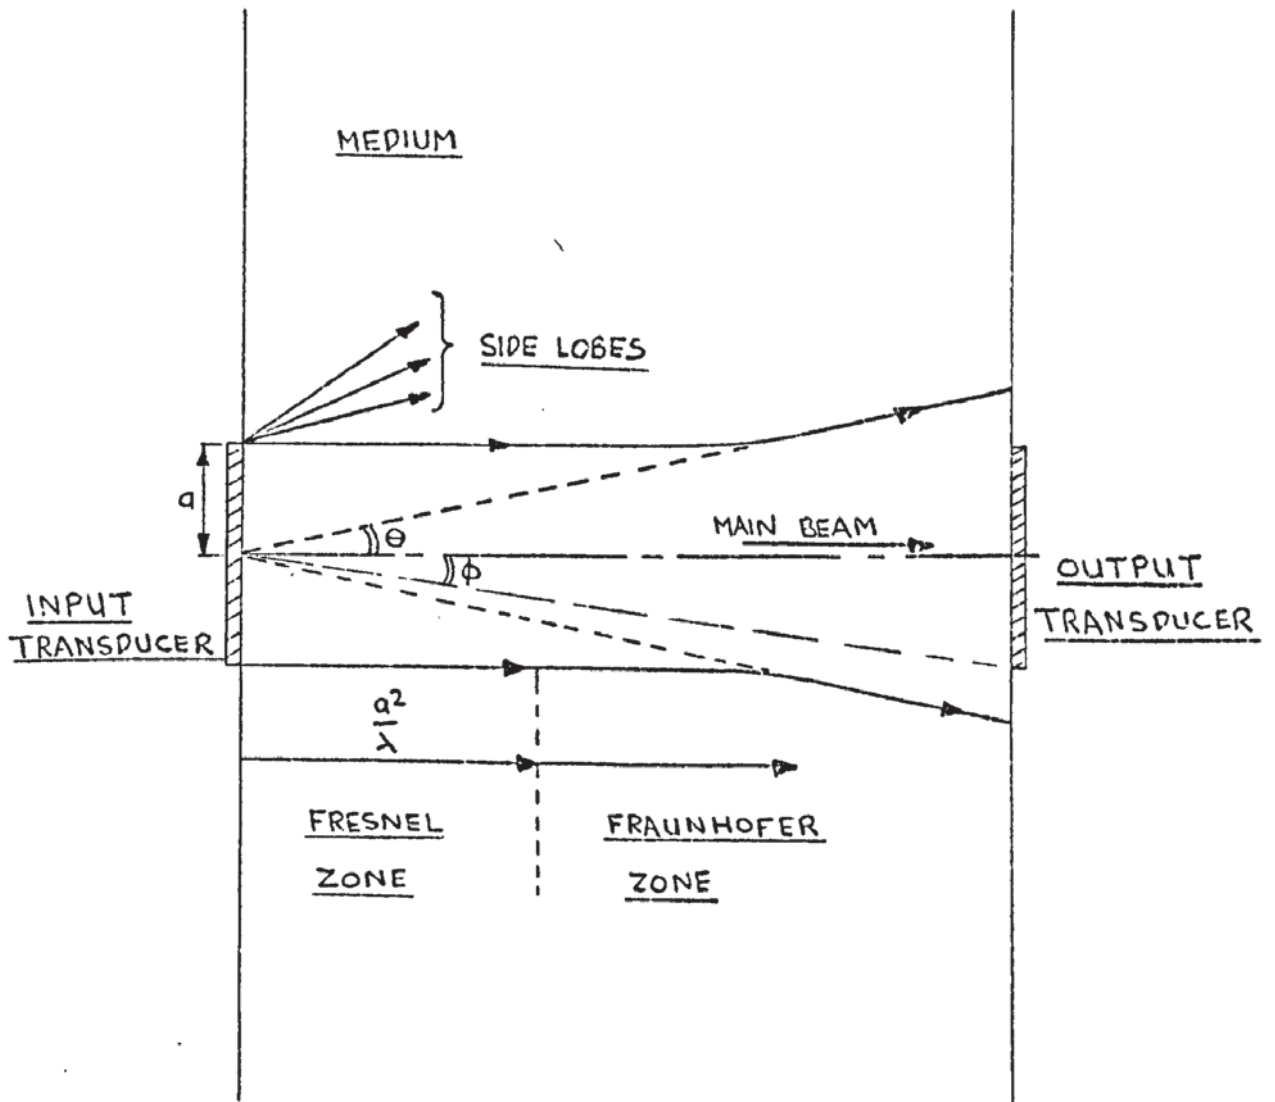 MEDIUM
SIDE LOBES
a
θ
MAIN BEAM
ϕ
INPUT
TRANSDUCER
OUTPUT
TRANSDUCER
a²
λ
FRESNEL
ZONE
FRAUNHOFER
ZONE